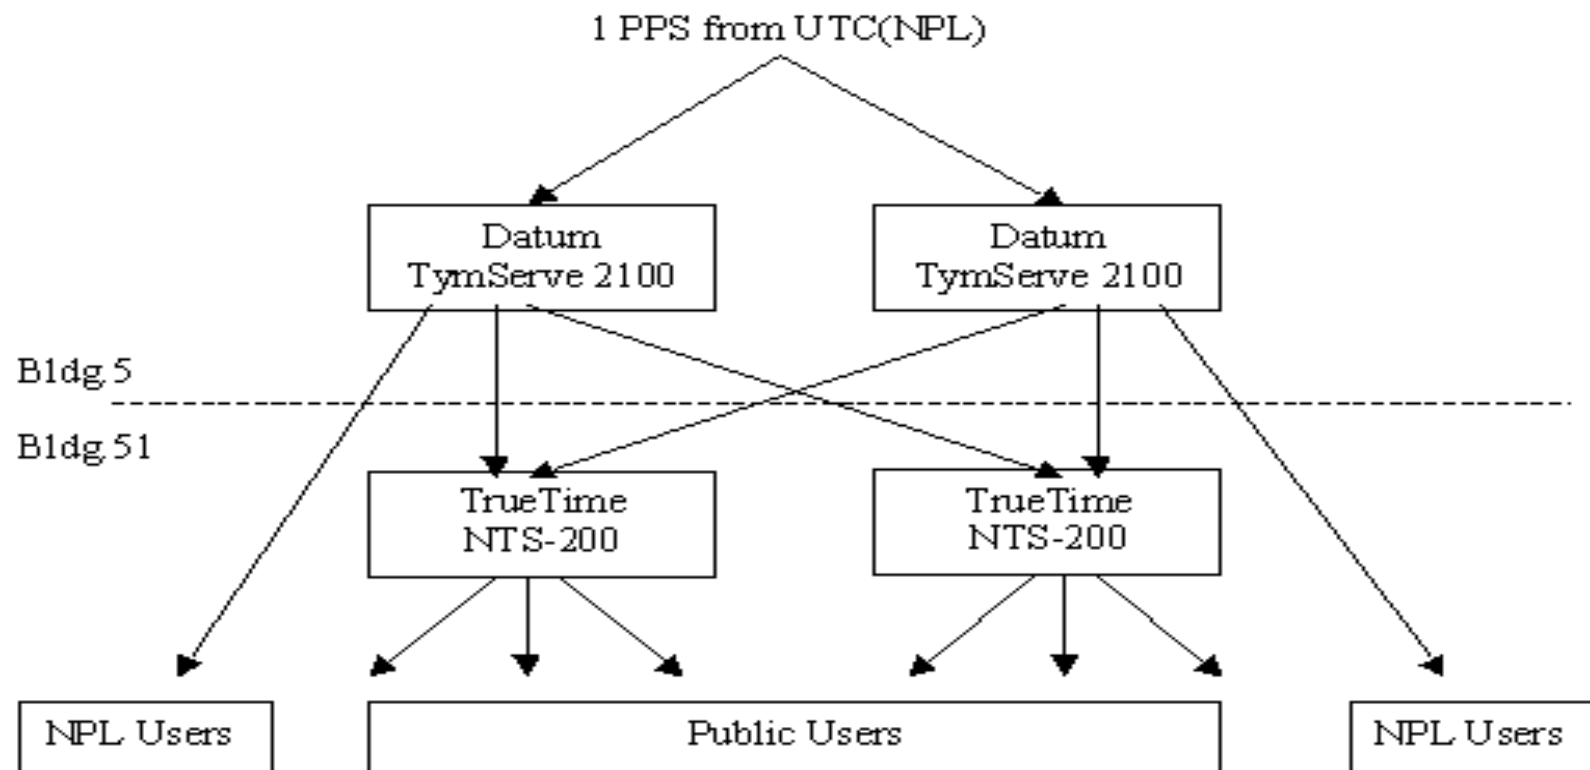 1 PPS from UTC(NPL)
Datum
TymServe 2100
Datum
TymServe 2100
Bldg 5
Bldg 51
TrueTime
NTS-200
TrueTime
NTS-200
NPL Users
Public Users
NPL Users